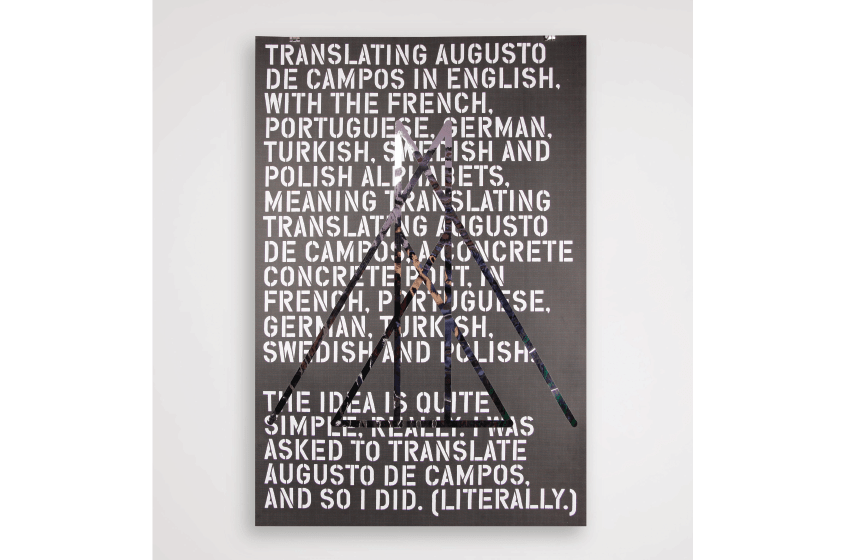 TRANSLATING AUGUSTO
DE CAMPOS IN ENGLISH,
WITH THE FRENCH,
PORTUGUESE, GERMAN,
TURKISH, SWEDISH AND
POLISH ALPHABETS,
MEANING TRANSLATING
TRANSLATING AUGUSTO
DE CAMPOS, A CONCRETE
CONCRETE POET, IN
FRENCH, PORTUGUESE,
GERMAN, TURKISH,
SWEDISH AND POLISH.
THE IDEA IS QUITE
SIMPLE, REALLY. I WAS
ASKED TO TRANSLATE
AUGUSTO DE CAMPOS,
AND SO I DID. (LITERALLY.)